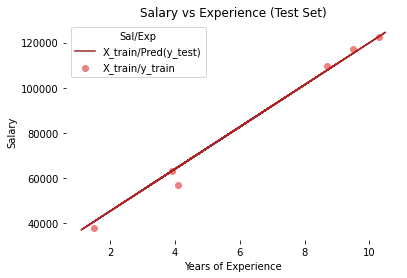 Salary vs Experience (Test Set)
Sal/Exp
X_train/Pred(y_test)
X_train/y_train
120000
100000
80000
60000
40000
Salary
2 4 6 8 10
Years of Experience